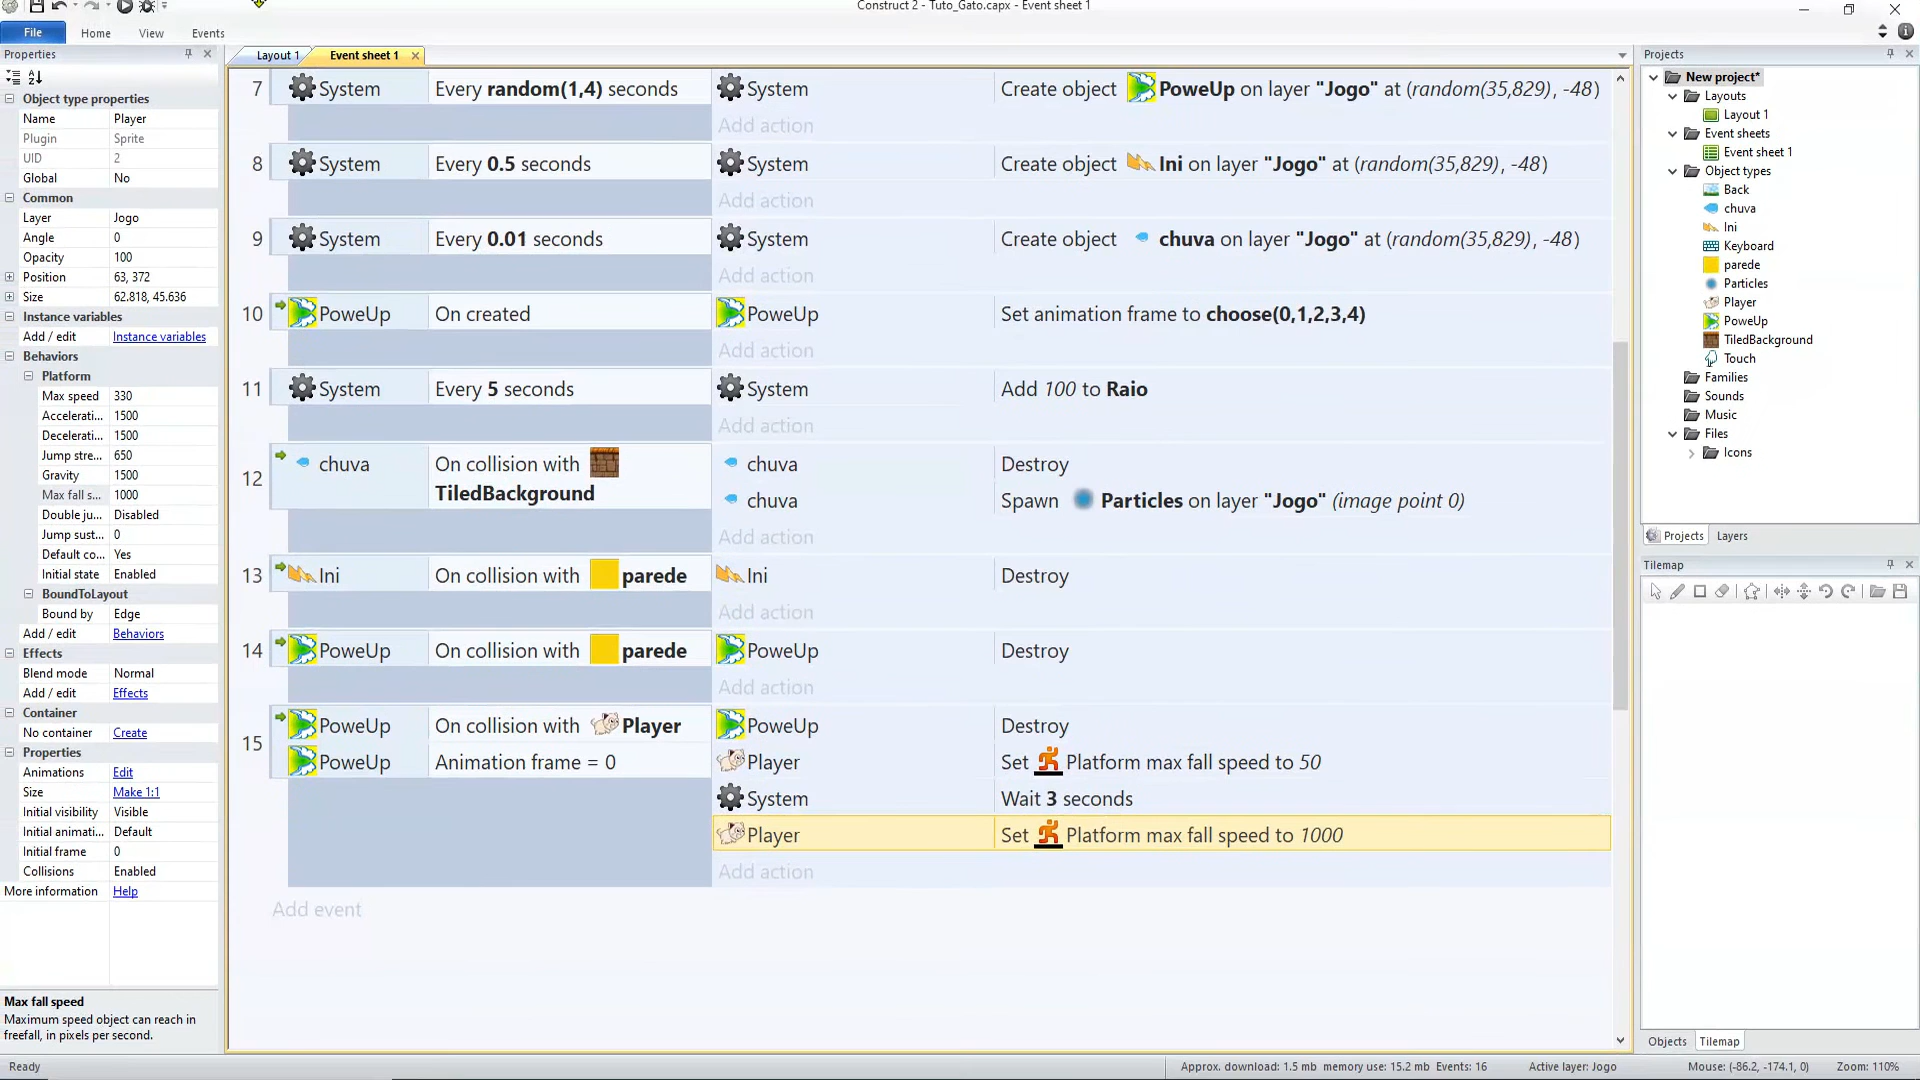 Construct 2 - Tuto_Gato.capx - Event sheet 1
File Home View Events
Properties
Layout 1 Event sheet 1
Projects
Object type properties
Name Player
Plugin Sprite
UID 2
Global No
Common
Layer Jogo
Angle 0
Opacity 100
Position 63, 372
Size 62.818, 45.636
Instance variables
Add / edit Instance variables
Behaviors
Platform
Max speed 330
Accelerati... 1500
Decelerati... 1500
Jump stre... 650
Gravity 1500
Max fall s... 1000
Double ju... Disabled
Jump sust... 0
Default co... Yes
Initial state Enabled
BoundToLayout
Bound by Edge
Add / edit Behaviors
Effects
Blend mode Normal
Add / edit Effects
Container
No container Create
Properties
Animations Edit
Size Make 1:1
Initial visibility Visible
Initial animati... Default
Initial frame 0
Collisions Enabled
More information Help
Max fall speed
Maximum speed object can reach in
freefall, in pixels per second.
7 System Every random(1,4) seconds System Create object PoweUp on layer "Jogo" at (random(35,829), -48)
Add action
8 System Every 0.5 seconds System Create object Ini on layer "Jogo" at (random(35,829), -48)
Add action
9 System Every 0.01 seconds System Create object chuva on layer "Jogo" at (random(35,829), -48)
Add action
10 PoweUp On created PoweUp Set animation frame to choose(0,1,2,3,4)
Add action
11 System Every 5 seconds System Add 100 to Raio
Add action
12 chuva On collision with TiledBackground chuva Destroy
chuva Spawn Particles on layer "Jogo" (image point 0)
Add action
13 Ini On collision with parede Ini Destroy
Add action
14 PoweUp On collision with parede PoweUp Destroy
Add action
15 PoweUp On collision with Player PoweUp Destroy
PoweUp Animation frame = 0 Player Set Platform max fall speed to 50
System Wait 3 seconds
Player Set Platform max fall speed to 1000
Add action
Add event
New project*
Layouts
Layout 1
Event sheets
Event sheet 1
Object types
Back
chuva
Ini
Keyboard
parede
Particles
Player
PoweUp
TiledBackground
Touch
Families
Sounds
Music
Files
Icons
Projects Layers
Tilemap
Objects Tilemap
Ready Approx. download: 1.5 mb memory use: 15.2 mb Events: 16 Active layer: Jogo Mouse: (-86.2, -174.1, 0) Zoom: 110%